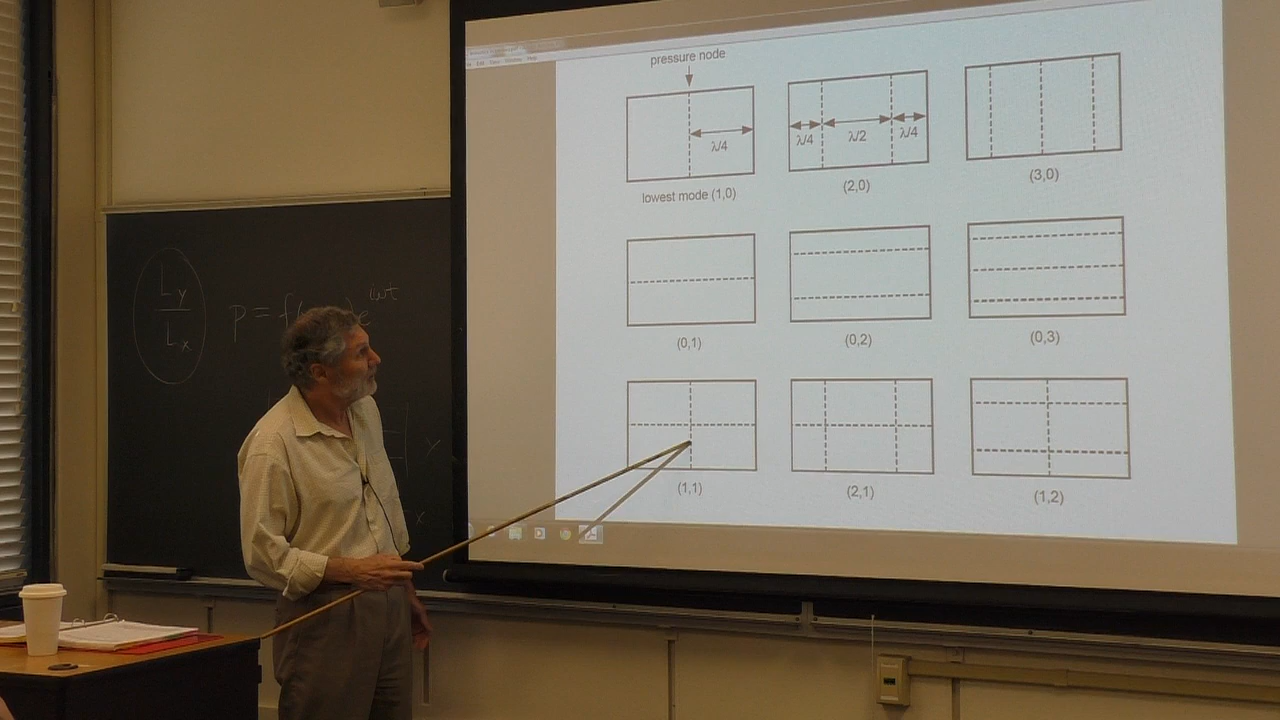 pressure node
λ/4
λ/4
λ/2
λ/4
lowest mode (1,0)
(2,0)
(3,0)
(0,1)
(0,2)
(0,3)
(1,1)
(2,1)
(1,2)
Ly
Lx
p = f( e iωt
x
x